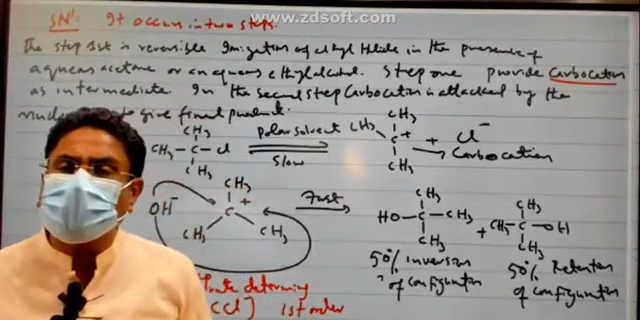 www.zdsoft.com
SN¹ It occurs in two steps.
The step 1st is reversible Ionization of alkyl Halide in the presence of
aqueous acetone or an aqueous ethyl alcohol. Step one provide Carbocation
as intermediate. In the second step Carbocation is attacked by the
to give final product.
CH₃ CH₃
CH₃-C-Cl Polar Solvent CH₃ C+ + Cl⁻
CH₃ Slow CH₃ Carbocation
OH⁻ CH₃ C+ CH₃ CH₃ Fast HO-C-CH₃ CH₃ CH₃ + CH₃-C-OH CH₃ CH₃
50% inversion 50% Retention
of configuration of configuration
rate determining
CCl] 1st order